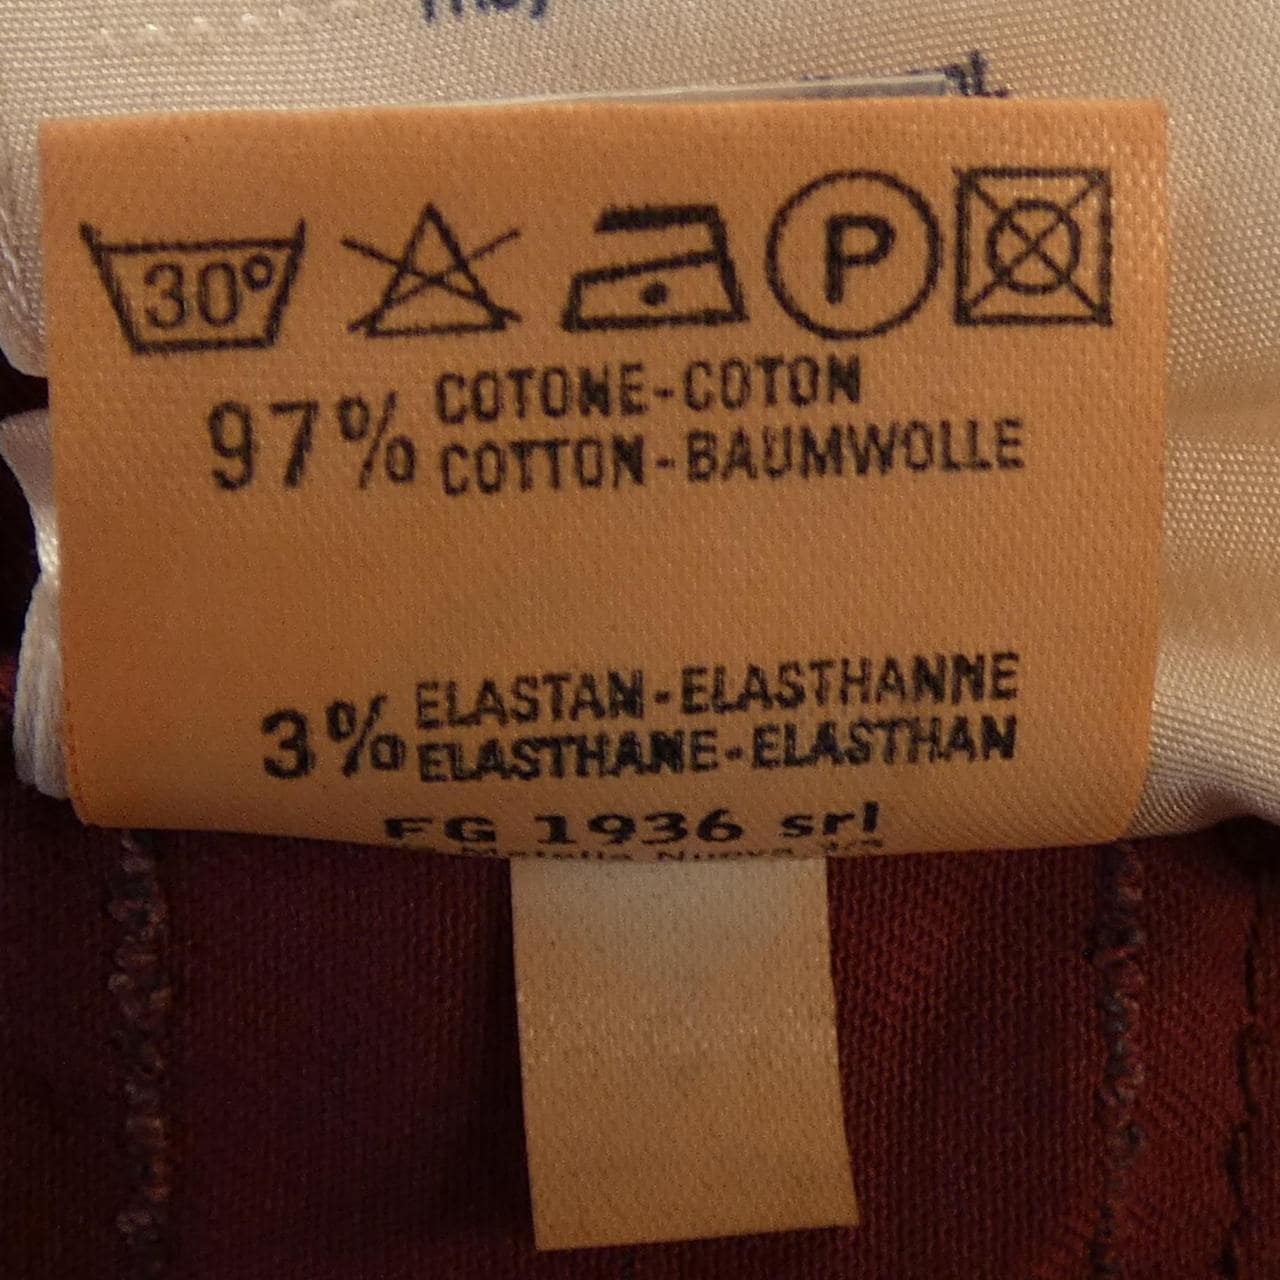 30°
P
97% COTONE-COTON
COTTON-BAUMWOLLE
3% ELASTAN-ELASTHANNE
ELASTHANE-ELASTHAN
FG 1936 srl